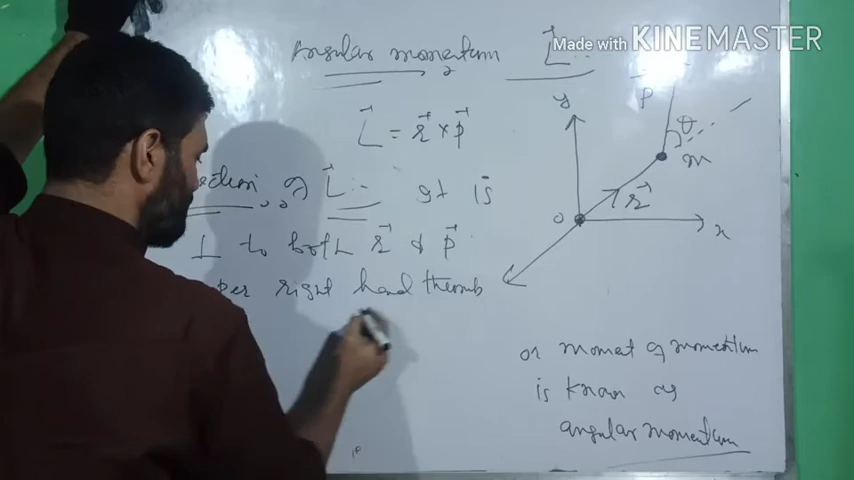 Angular momentum L⃗ :-
Made with KINEMASTER
L⃗ = r⃗ × p⃗
ection of L⃗ :- It is
⊥ to both r⃗ & p⃗
per right hand thumb
y
p⃗
θ
m
r⃗
o
x
or moment of momentum
is known as
angular momentum